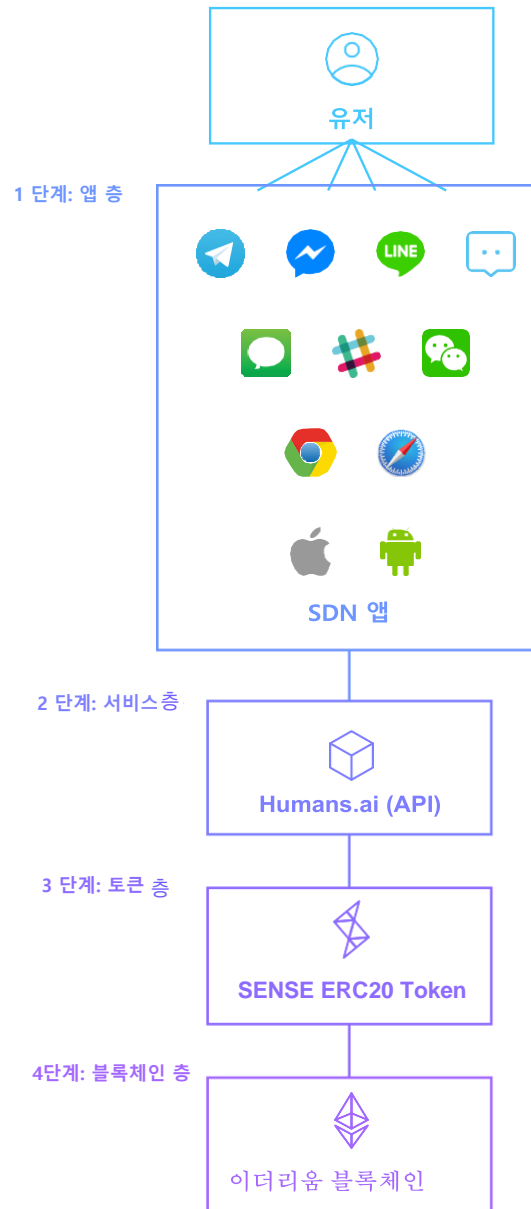 유저
1 단계: 앱 층
LINE
SDN 앱
2 단계: 서비스층
Humans.ai (API)
3 단계: 토큰 층
SENSE ERC20 Token
4단계: 블록체인 층
이더리움 블록체인